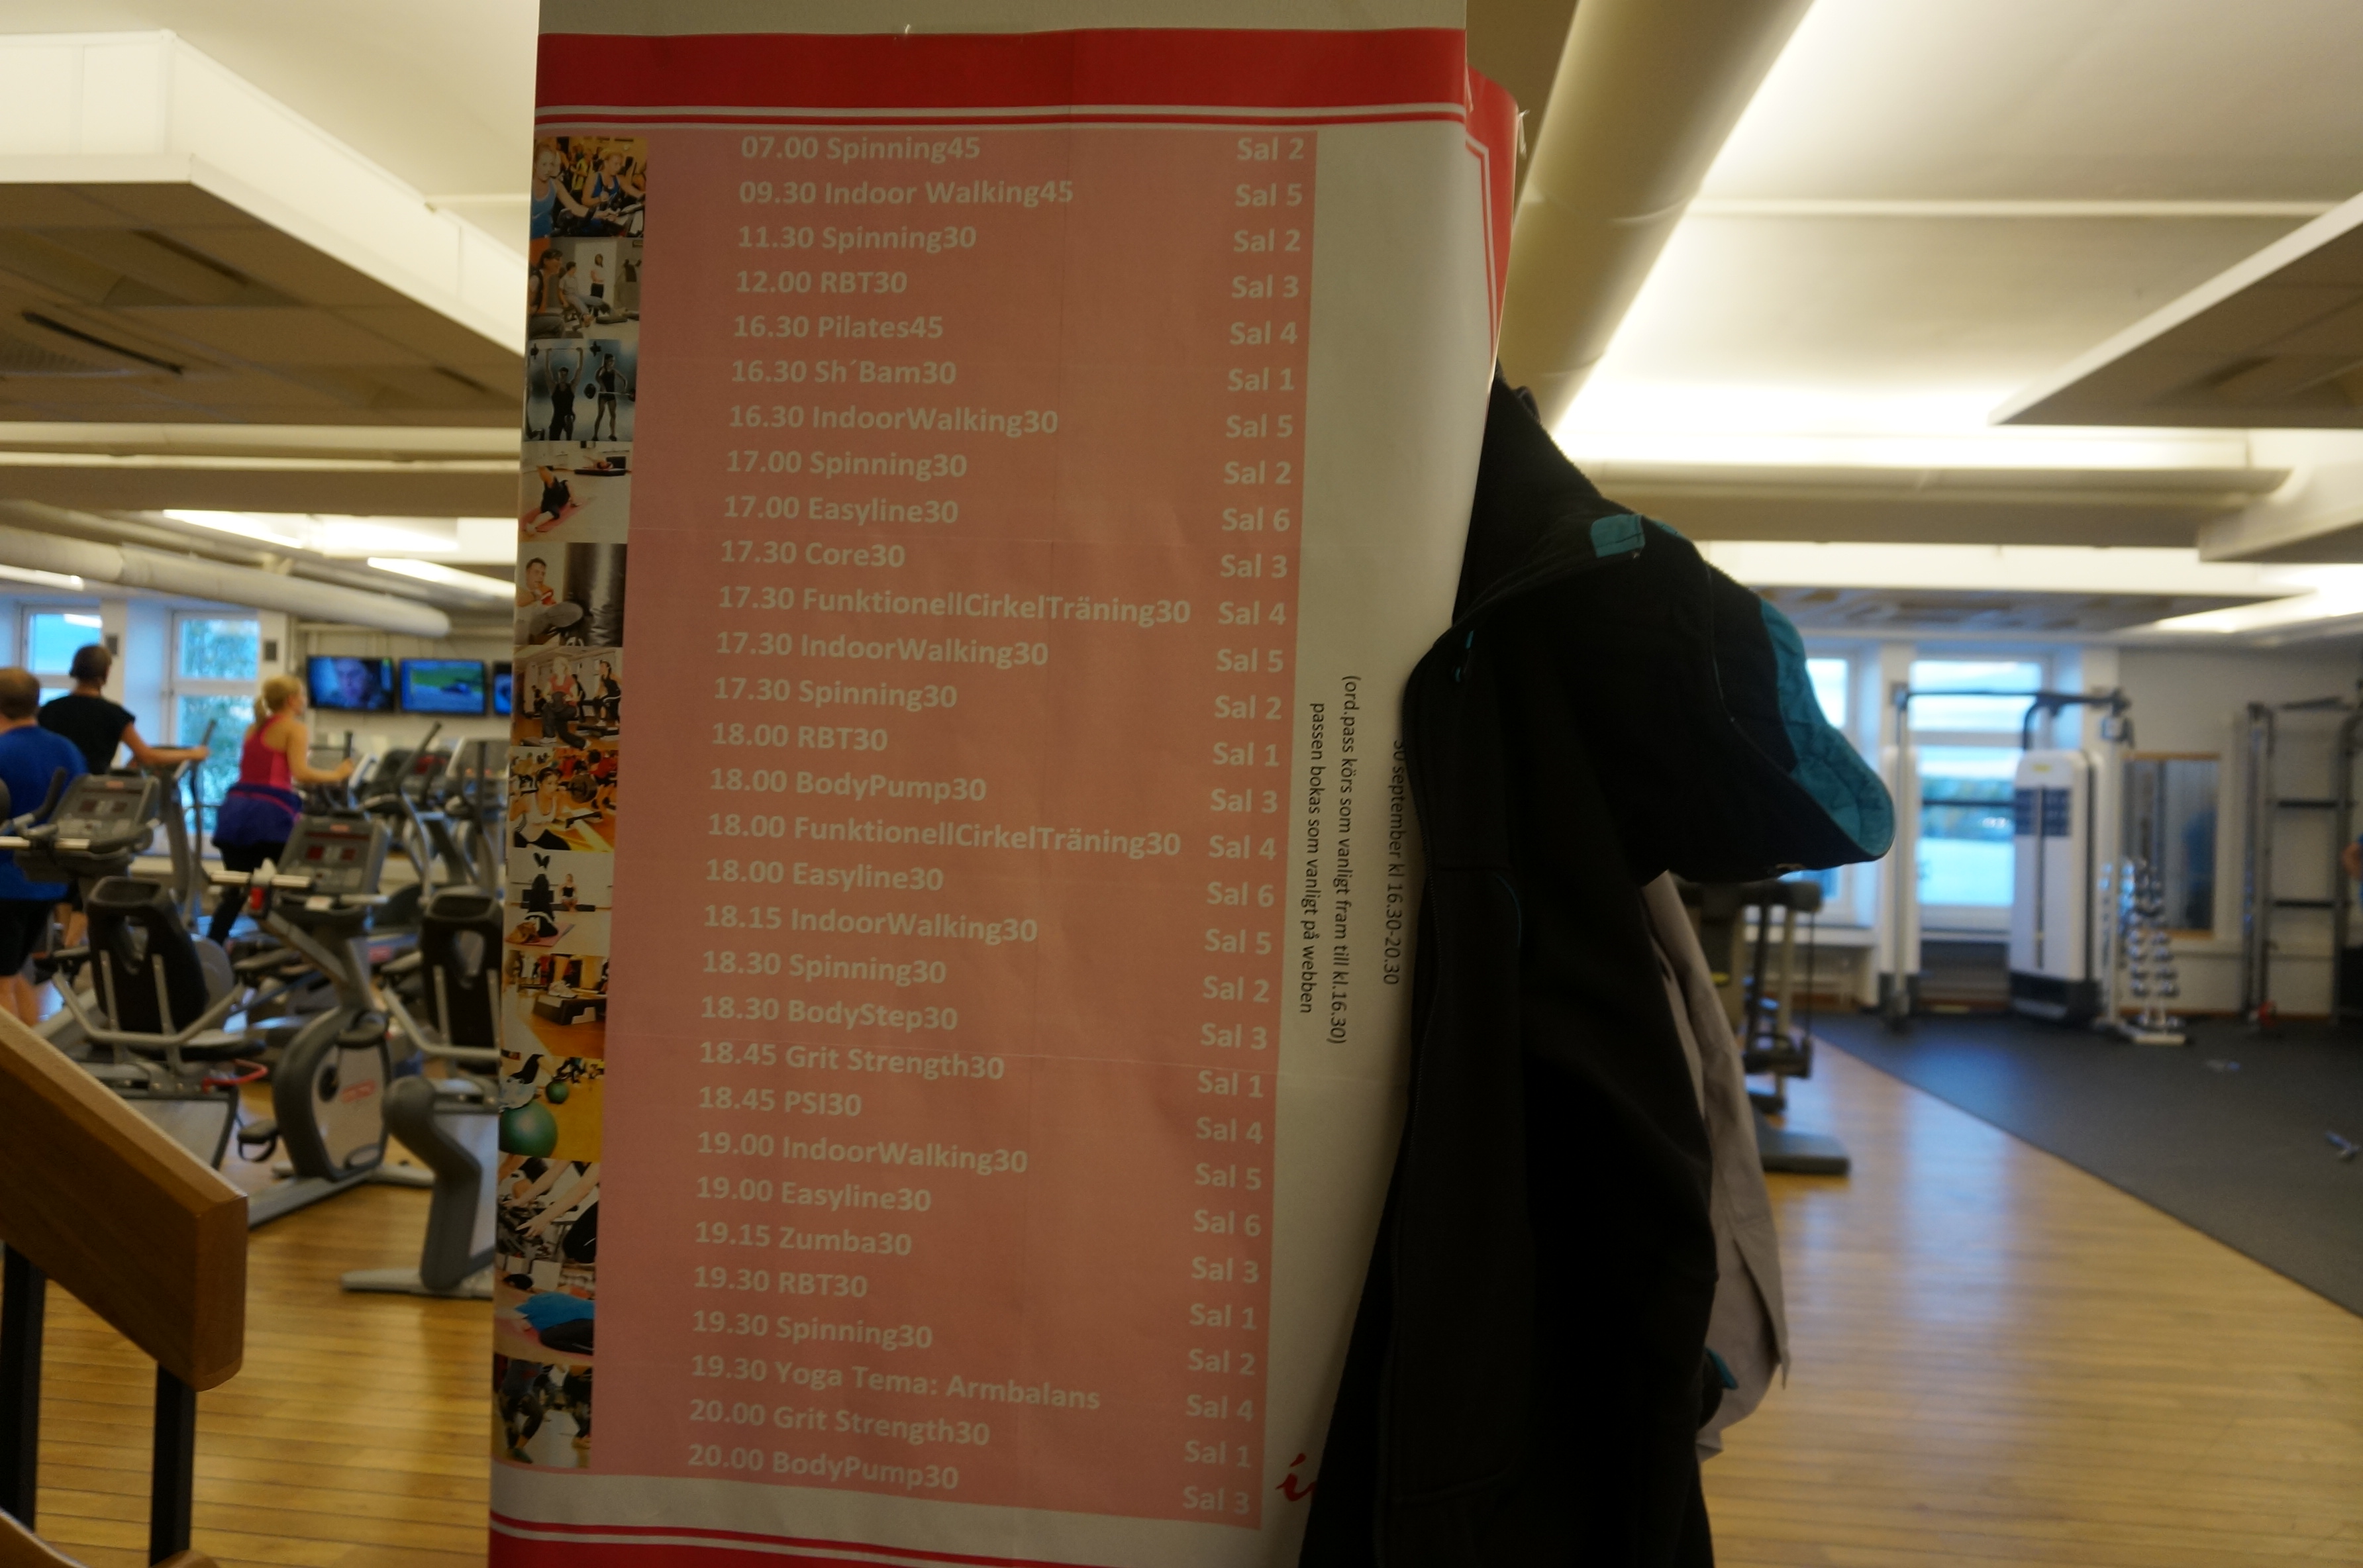 07.00 Spinning45 Sal 2
09.30 Indoor Walking45 Sal 5
11.30 Spinning30 Sal 2
12.00 RBT30 Sal 3
16.30 Pilates45 Sal 4
16.30 Sh´Bam30 Sal 1
16.30 IndoorWalking30 Sal 5
17.00 Spinning30 Sal 2
17.00 Easyline30 Sal 6
17.30 Core30 Sal 3
17.30 FunktionellCirkelTräning30 Sal 4
17.30 IndoorWalking30 Sal 5
17.30 Spinning30 Sal 2
18.00 RBT30 Sal 1
18.00 BodyPump30 Sal 3
18.00 FunktionellCirkelTräning30 Sal 4
18.00 Easyline30 Sal 6
18.15 IndoorWalking30 Sal 5
18.30 Spinning30 Sal 2
18.30 BodyStep30 Sal 3
18.45 Grit Strength30 Sal 1
18.45 PSI30 Sal 4
19.00 IndoorWalking30 Sal 5
19.00 Easyline30 Sal 6
19.15 Zumba30 Sal 3
19.30 RBT30 Sal 1
19.30 Spinning30 Sal 2
19.30 Yoga Tema: Armbalans Sal 4
20.00 Grit Strength30 Sal 1
20.00 BodyPump30 Sal 3
30 september kl 16.30-20.30
(ord.pass körs som vanligt fram till kl.16.30)
passen bokas som vanligt på webben